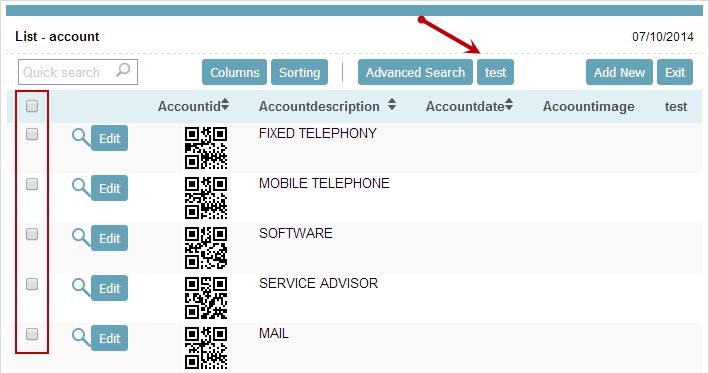 List - account 07/10/2014
Quick search Columns Sorting Advanced Search test Add New Exit
Accountid Accountdescription Accountdate Acoountimage test
Edit FIXED TELEPHONY
Edit MOBILE TELEPHONE
Edit SOFTWARE
Edit SERVICE ADVISOR
Edit MAIL